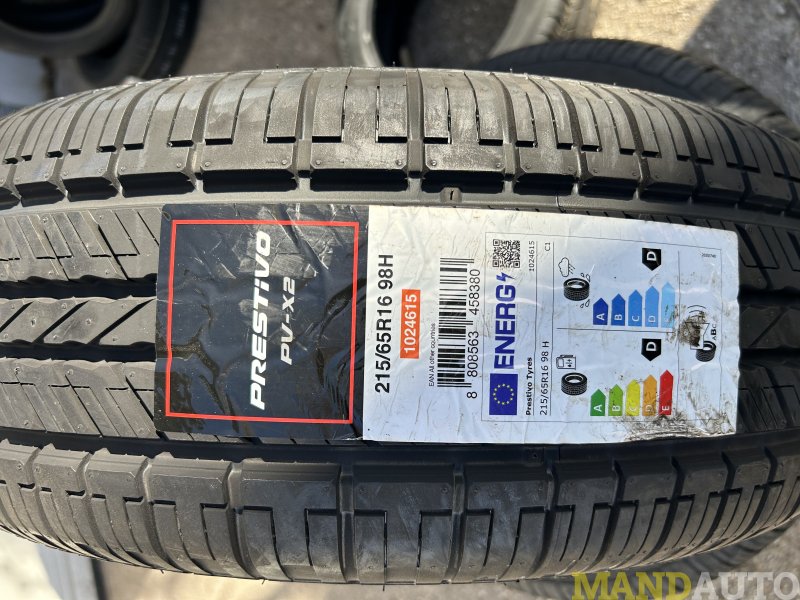 PRESTIVO
PV-X2
215/65R16 98H
1024615
EAN All other countries
8 808563 458380
ENERG
Prestivo Tyres
215/65R16 98 H
1024615
C1
D
A
B
C
D
E
D
A
B
C
D
E
AB
MANDAUTO